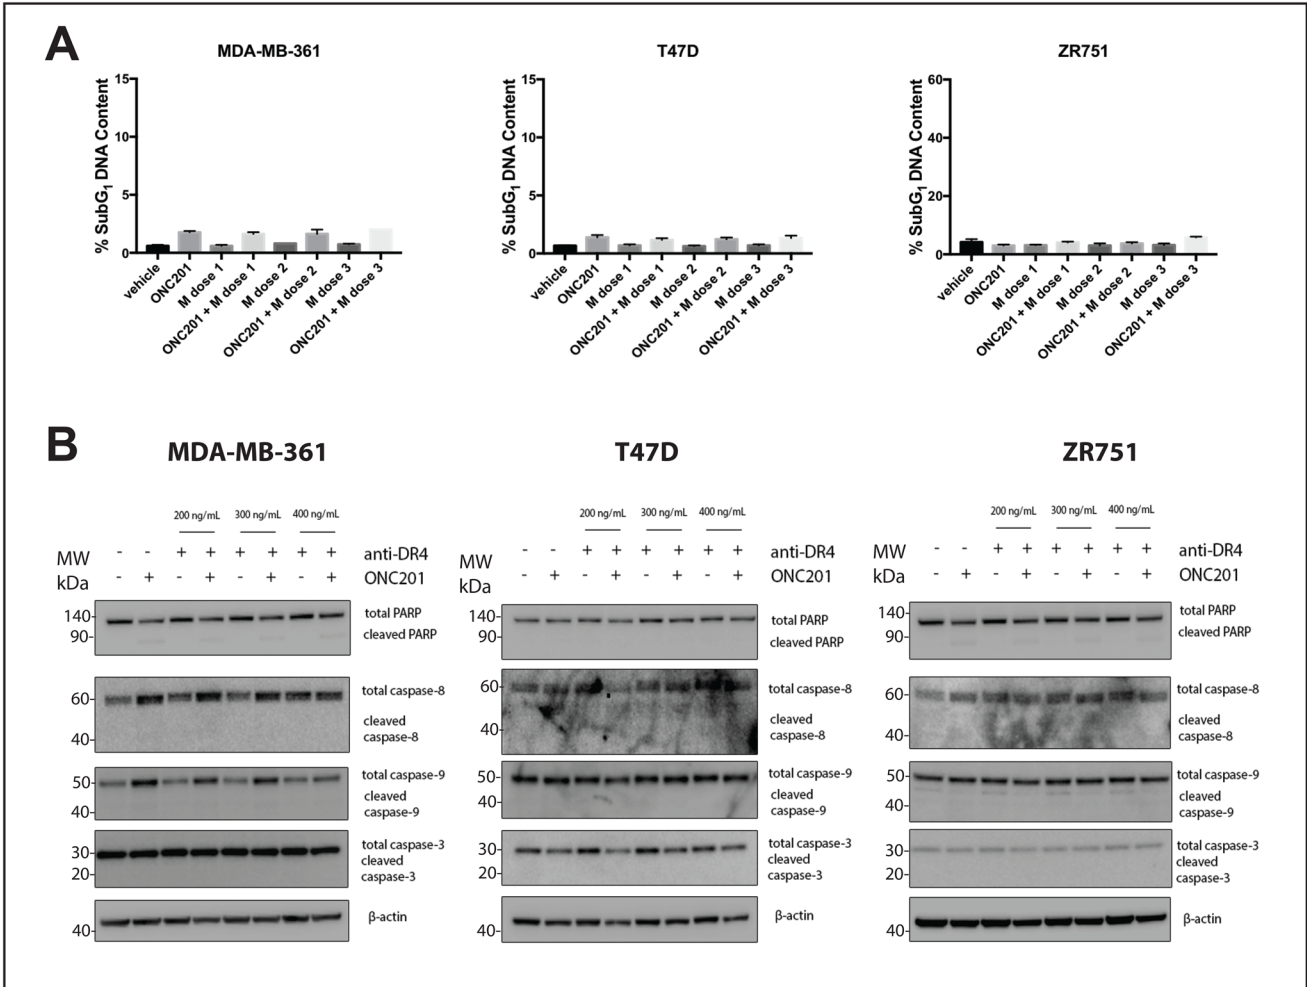 A
MDA-MB-361
% SubG1 DNA Content
15
10
5
0
vehicle
ONC201
M dose 1
ONC201 + M dose 1
M dose 2
ONC201 + M dose 2
M dose 3
ONC201 + M dose 3
T47D
% SubG1 DNA Content
15
10
5
0
vehicle
ONC201
M dose 1
ONC201 + M dose 1
M dose 2
ONC201 + M dose 2
M dose 3
ONC201 + M dose 3
ZR751
% SubG1 DNA Content
60
40
20
0
vehicle
ONC201
M dose 1
ONC201 + M dose 1
M dose 2
ONC201 + M dose 2
M dose 3
ONC201 + M dose 3
B
MDA-MB-361
200 ng/mL 300 ng/mL 400 ng/mL
MW
kDa
- - + + + + + + anti-DR4
- + - + - + - + ONC201
140-
90-
total PARP
cleaved PARP
60-
40-
total caspase-8
cleaved
caspase-8
50-
40-
total caspase-9
cleaved
caspase-9
30-
20-
total caspase-3
cleaved
caspase-3
40-
β-actin
T47D
200 ng/mL 300 ng/mL 400 ng/mL
MW
kDa
- - + + + + + + anti-DR4
- + - + - + - + ONC201
140-
90-
total PARP
cleaved PARP
60-
40-
total caspase-8
cleaved
caspase-8
50-
40-
total caspase-9
cleaved
caspase-9
30-
20-
total caspase-3
cleaved
caspase-3
40-
β-actin
ZR751
200 ng/mL 300 ng/mL 400 ng/mL
MW
kDa
- - + + + + + + anti-DR4
- + - + - + - + ONC201
140-
90-
total PARP
cleaved PARP
60-
40-
total caspase-8
cleaved
caspase-8
50-
40-
total caspase-9
cleaved
caspase-9
30-
20-
total caspase-3
cleaved
caspase-3
40-
β-actin